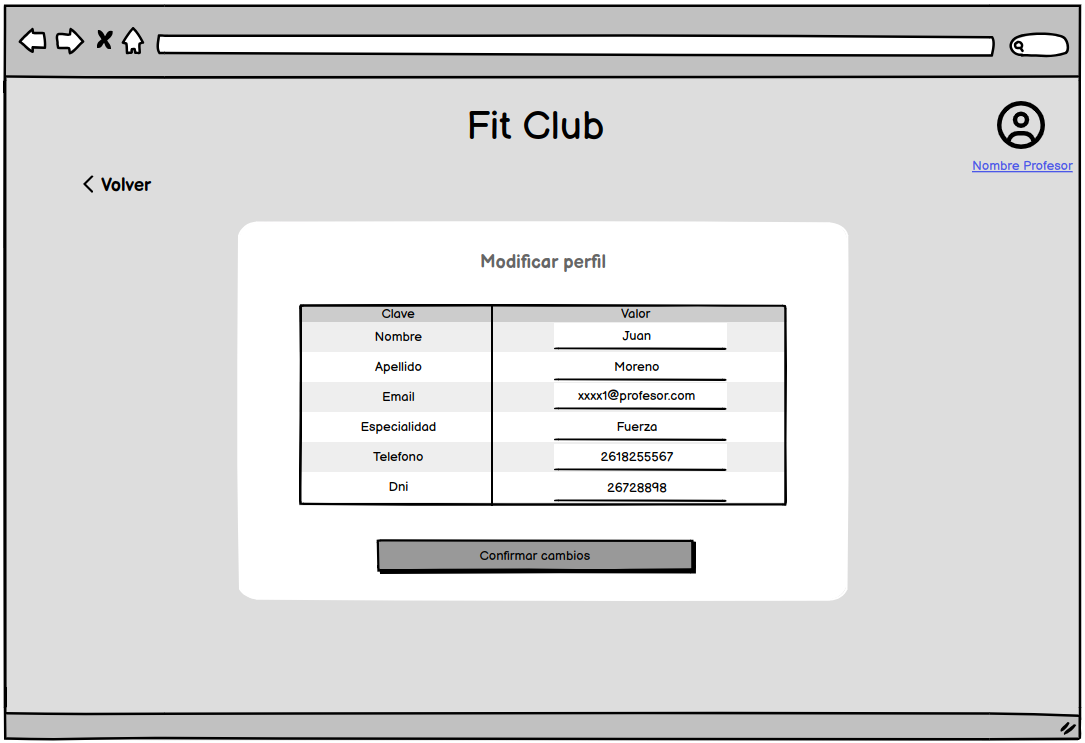 Fit Club
Nombre Profesor
Volver
Modificar perfil
Clave Valor
Nombre Juan
Apellido Moreno
Email xxxx1@profesor.com
Especialidad Fuerza
Telefono 2618255567
Dni 26728898
Confirmar cambios